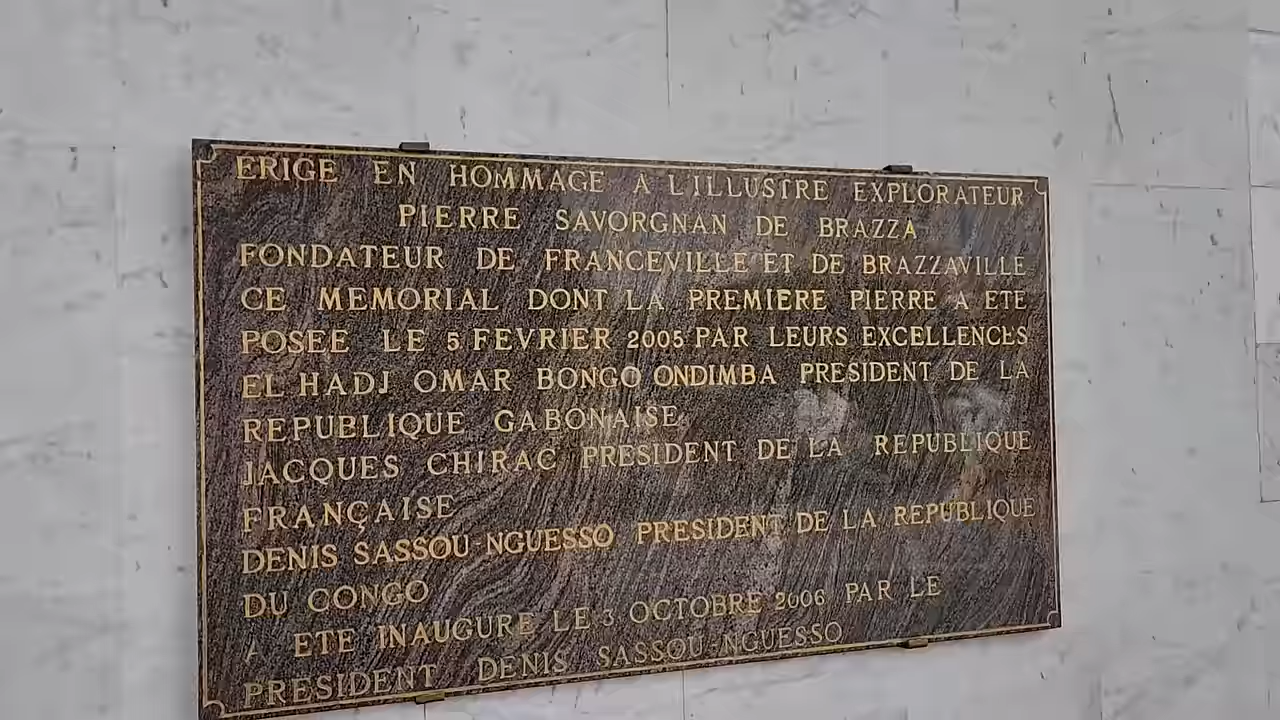 ERIGE EN HOMMAGE A L'ILLUSTRE EXPLORATEUR
PIERRE SAVORGNAN DE BRAZZA
FONDATEUR DE FRANCEVILLE ET DE BRAZZAVILLE
CE MEMORIAL DONT LA PREMIERE PIERRE A ETE
POSEE LE 5 FEVRIER 2005 PAR LEURS EXCELLENCES
EL HADJ OMAR BONGO ONDIMBA PRESIDENT DE LA
REPUBLIQUE GABONAISE
JACQUES CHIRAC PRESIDENT DE LA REPUBLIQUE
FRANÇAISE
DENIS SASSOU-NGUESSO PRESIDENT DE LA REPUBLIQUE
DU CONGO
A ETE INAUGURE LE 3 OCTOBRE 2006 PAR LE
PRESIDENT DENIS SASSOU-NGUESSO